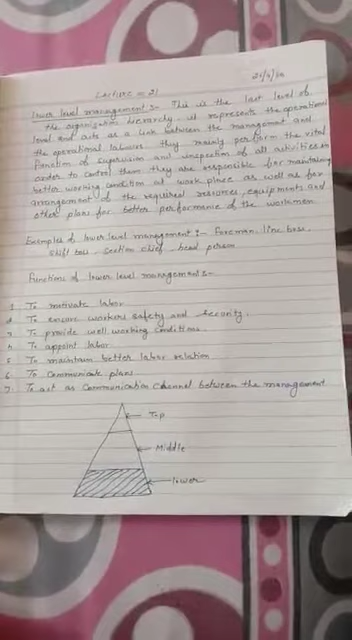 Lecture = 21
lower level management :- This is the last level of
the organization hierarchy. it represents the operational
level and acts as a link between the management and
the operational labours they mainly perform the vital
function of supervision and inspection of all activities in
order to control them they are responsible for maintaining
better working condition at work place as well as for
arrangement of the required resources, equipments and
other plans for better performance of the workmen
Examples of lower level management :- Foreman, line boss,
shift boss, section chief, head person
Functions of lower level management :-
1 To motivate labor
2 To ensure workers safety and security.
3 To provide well working conditions.
4 To appoint labor
5 To maintain better labor relation
6 To communicate plans
7. To act as communication channel between the management
Top
Middle
lower